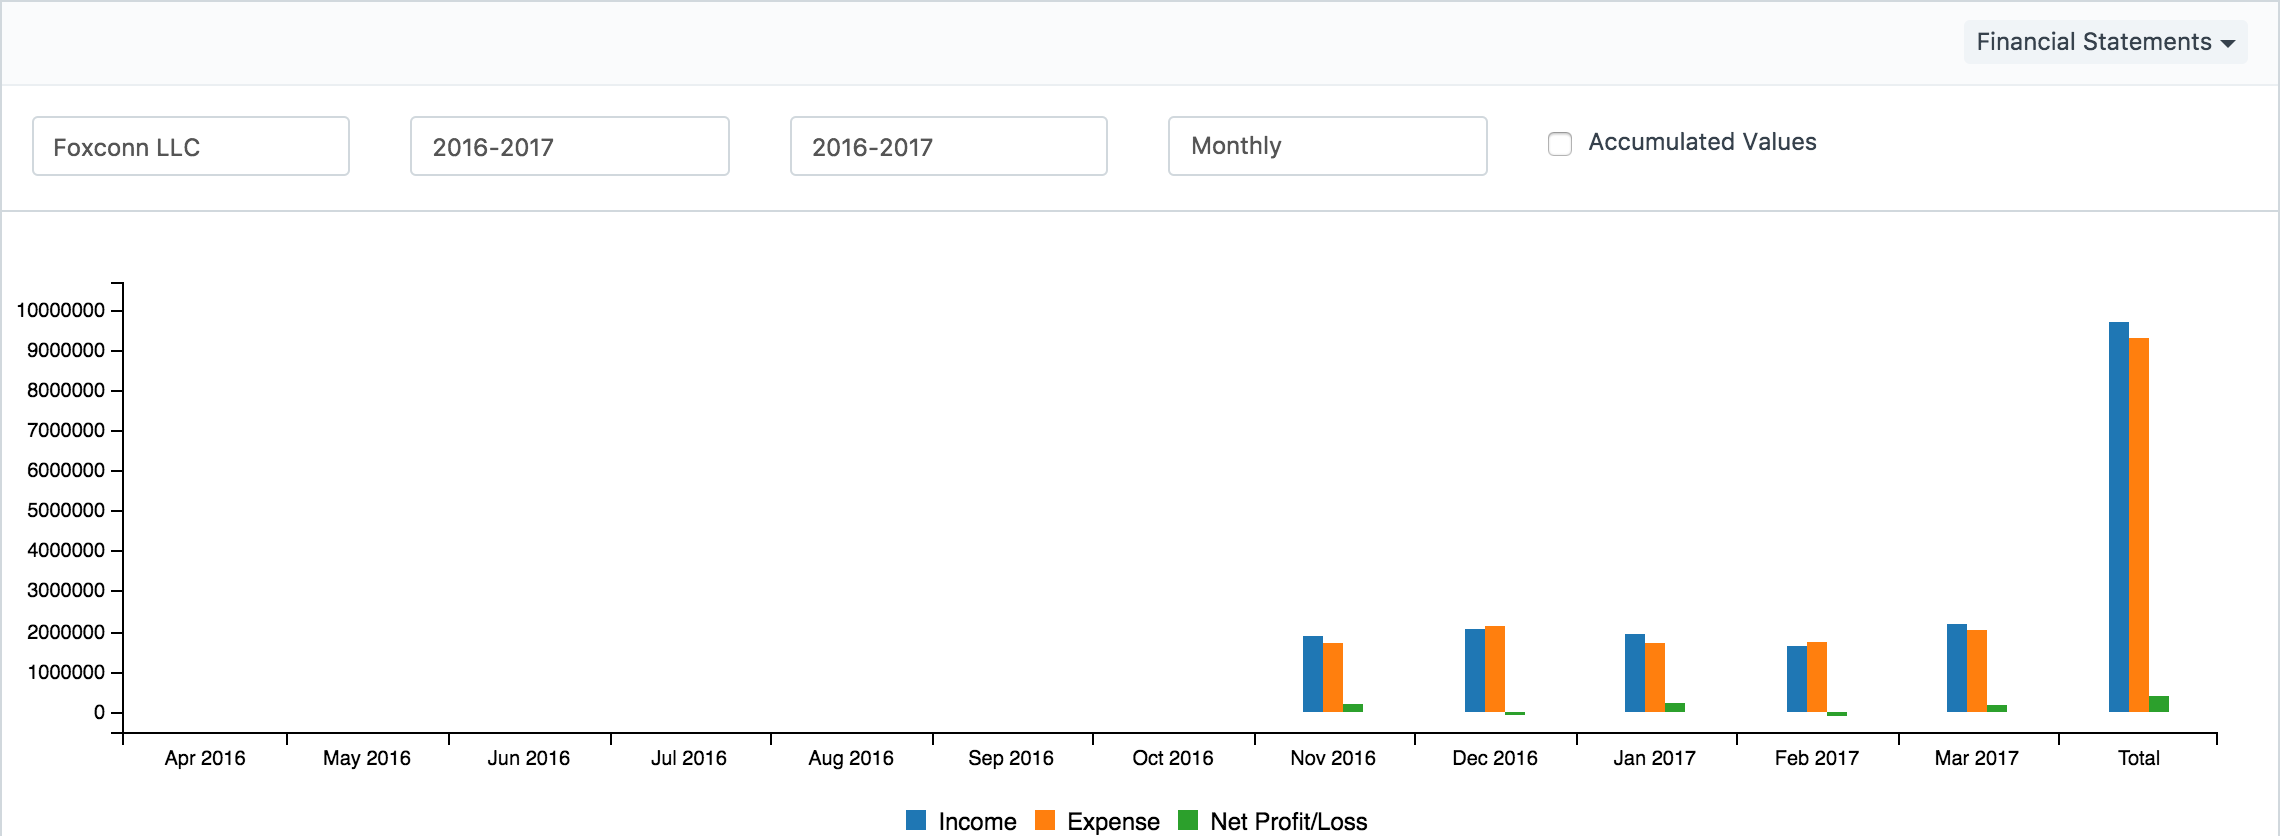 Financial Statements
Foxconn LLC 2016-2017 2016-2017 Monthly Accumulated Values
10000000
9000000
8000000
7000000
6000000
5000000
4000000
3000000
2000000
1000000
0
Apr 2016 May 2016 Jun 2016 Jul 2016 Aug 2016 Sep 2016 Oct 2016 Nov 2016 Dec 2016 Jan 2017 Feb 2017 Mar 2017 Total
Income Expense Net Profit/Loss